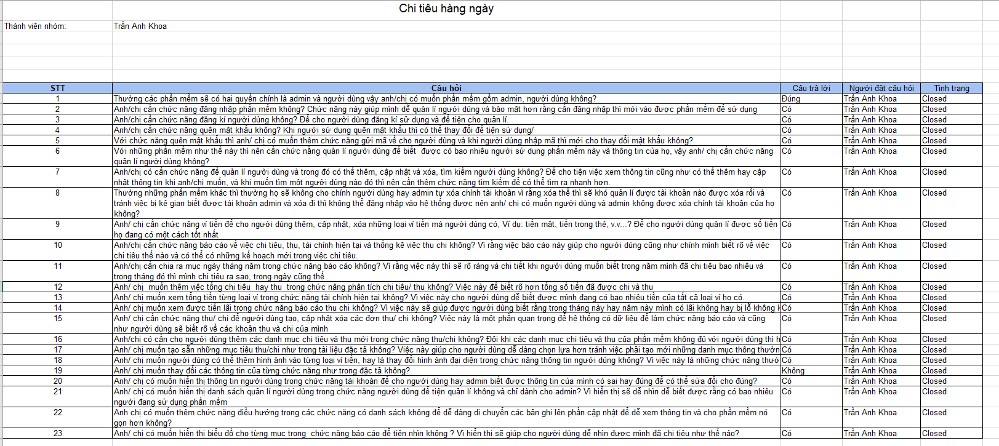 Chi tiêu hàng ngày
Thành viên nhóm: Trần Anh Khoa
STT Câu hỏi Câu trả lời Người đặt câu hỏi Tình trạng
1 Thường các phần mềm sẽ có hai quyền chính là admin và người dùng vậy anh/chị có muốn phần mềm gồm admin, người dùng không? Đúng Trần Anh Khoa Closed
2 Anh/chị cần chức năng đăng nhập phần mềm không? Chức năng này giúp mình dễ quản lí người dùng và bảo mật hơn rằng cần đăng nhập thì mới vào được phần mềm để sử dụng Có Trần Anh Khoa Closed
3 Anh/chị cần chức năng đăng kí người dùng không? Để cho người dùng đăng kí sử dụng và để tiện cho quản lí. Có Trần Anh Khoa Closed
4 Anh/chị cần chức năng quên mật khẩu không? Khi người sử dụng quên mật khẩu thì có thể thay đổi để tiện sử dụng/ Có Trần Anh Khoa Closed
5 Với chức năng quên mật khẩu thì anh/ chị có muốn thêm chức năng gửi mã về cho người dùng và khi người dùng nhập mã thì mới cho thay đổi mật khẩu không? Có Trần Anh Khoa Closed
6 Với những phần mềm như thế này thì nên cần chức nằng quản lí người dùng để biết được có bao nhiêu người sử dụng phần mềm này và thông tin của họ, vậy anh/ chị cần chức năng Có Trần Anh Khoa Closed
quản lí người dùng không?
7 Anh/chị có cần chức năng để quản lí người dùng và trong đó có thể thêm, cập nhật và xóa, tìm kiếm người dùng không? Để cho tiện việc xem thông tin cũng như có thể thêm hay cập Có Trần Anh Khoa Closed
nhật thông tin khi anh/chị muốn, và khi muốn tìm một người dùng nào đó thì nên cần thêm chức năng tìm kiếm để có thể tìm ra nhanh hơn.
8 Thường những phần mềm khác thì thường họ sẽ không cho chính người dùng hay admin tự xóa chính tài khoản vì rằng xóa thế thì sẽ khó quản lí được tài khoản nào được xóa rồi và Có Trần Anh Khoa Closed
tránh việc bị kẻ gian biết được tài khoản admin và xóa đi thì không thể đăng nhập vào hệ thống được nên anh/ chị có muốn người dùng và admin không được xóa chính tài khoản của họ
không?
9 Anh/ chị cần chức năng ví tiền để cho người dùng thêm, cập nhật, xóa những loại ví tiền mà người dùng có, Ví dụ: tiền mặt, tiền trong thẻ, v.v...? Để cho người dùng quản lí được số tiền Có Trần Anh Khoa Closed
họ đang có một cách tốt nhất
10 Anh/chị cần chức năng báo cáo về việc chi tiêu, thu, tài chính hiện tại và thống kê việc thu chi không? Vì rằng việc báo cáo này giúp cho người dùng cũng như chính mình biết rõ về việc Có Trần Anh Khoa Closed
chi tiêu thế nào và có thể có những kế hoạch mới trong việc chi tiêu.
11 Anh/chị cần chia ra mục ngày tháng năm trong chức năng báo cáo không? Vì rằng việc này thì sẽ rõ ràng và chi tiết khi người dùng muốn biết trong năm mình đã chi tiêu bao nhiêu và Có Trần Anh Khoa Closed
trong tháng đó thì mình chi tiêu ra sao, trong ngày cũng thế
12 Anh/ chị muốn thêm việc tổng chi tiêu hay thu trong chức nâng phân tích chi tiêu/ thu không? Việc này để biết rõ hơn tổng số tiền đã được chi và thu Có Trần Anh Khoa Closed
13 Anh/ chị muốn xem tổng tiền từng loại ví trong chức năng tài chính hiện tại không? Vì việc này cho người dùng dễ biết được mình đang có bao nhiêu tiền của tất cả loại ví họ có. Có Trần Anh Khoa Closed
14 Anh/ chị muốn xem được tiền lãi trong chức năng báo cáo thu chi không? Vì việc này sẽ giúp được người dùng biết rằng trong tháng này hay năm này mình có lãi không hay bị lỗ không Có Trần Anh Khoa Closed
15 Anh/ chị cần chức năng thu/ chi để người dùng tạo, cập nhật xóa các đơn thu/ chi không? Việc này là một phần quan trọng để hệ thống có dữ liệu để làm chức năng báo cáo và cũng Có Trần Anh Khoa Closed
như người dùng sẽ biết rõ về các khoản thu và chi của mình
16 Anh/chị có cần cho người dùng thêm các danh mục chi tiêu và thu mới trong chức năng thu/chi không? Đôi khi các danh mục chi tiêu và thu của phần mềm không đủ với người dùng thì Có Trần Anh Khoa Closed
17 Anh/ chị muốn tạo sẵn những mục tiêu thu/chi như trong tài liệu đặc tả không? Việc này giúp cho người dùng dễ dàng chọn lựa hơn tránh việc phải tạo mới những danh mục thông thườn Có Trần Anh Khoa Closed
18 Anh/ chị muốn người dùng có thể thêm hình ảnh vào từng loại ví tiền, hay là thay đổi hình ảnh đại diện trong chức năng thông tin người dùng không? Vì việc này là những chức năng thườ Có Trần Anh Khoa Closed
19 Anh/ chị muốn thay đổi các thông tin của từng chức năng như trong đặc tả không? Không Trần Anh Khoa Closed
20 Anh/ chị có muốn hiển thị thông tin người dùng trong chức năng tài khoản để cho người dùng hay admin biết được thông tin của mình có sai hay đúng để có thể sửa đổi cho đúng? Có Trần Anh Khoa Closed
21 Anh/ chị có muốn hiển thị danh sách quản lí người dùng trong chức năng người dùng để tiện quản lí không và chỉ dành cho admin? Vì hiển thị sẽ dễ nhìn dễ biết được rằng có bao nhiêu Có Trần Anh Khoa Closed
người đang sử dụng phần mềm
22 Anh chị có muốn thêm chức năng điều hướng trong các chức năng có danh sách không để dễ dàng di chuyển các bản ghi lên phần cập nhật để dễ xem thông tin và cho phần mềm nó Có Trần Anh Khoa Closed
gọn hơn không?
23 Anh/ chị có muốn hiển thị biểu đồ cho từng mục trong chức năng báo cáo để tiện nhìn không ? Vì hiển thị sẽ giúp cho người dùng dễ nhìn được mình đã chi tiêu như thế nào? Có Trần Anh Khoa Closed